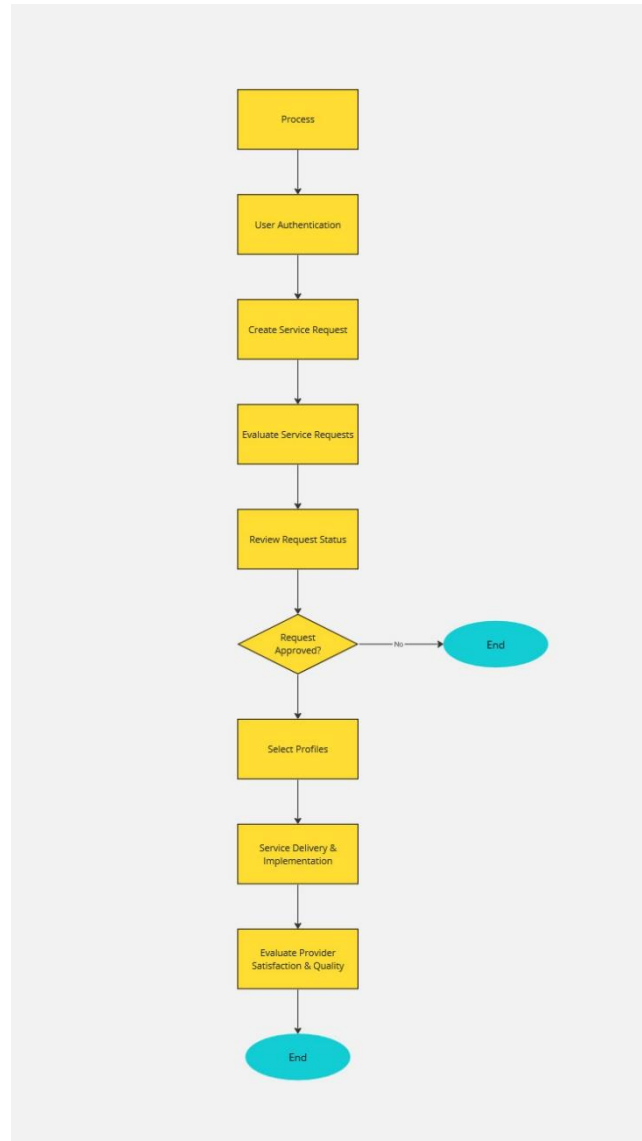 Process
User Authentication
Create Service Request
Evaluate Service Requests
Review Request Status
Request
Approved?
No
End
Select Profiles
Service Delivery &
Implementation
Evaluate Provider
Satisfaction & Quality
End